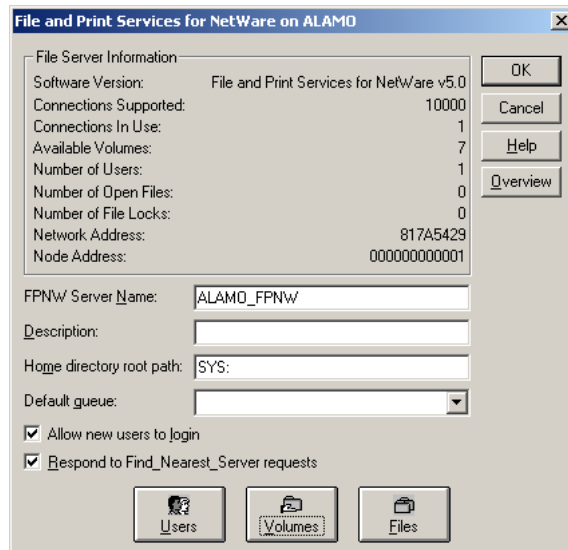 File and Print Services for NetWare on ALAMO
File Server Information
Software Version: File and Print Services for NetWare v5.0
Connections Supported: 10000
Connections In Use: 1
Available Volumes: 7
Number of Users: 1
Number of Open Files: 0
Number of File Locks: 0
Network Address: 817A5429
Node Address: 000000000001
OK
Cancel
Help
Overview
FPNW Server Name: ALAMO_FPNW
Description:
Home directory root path: SYS:
Default queue:
Allow new users to login
Respond to Find_Nearest_Server requests
Users Volumes Files